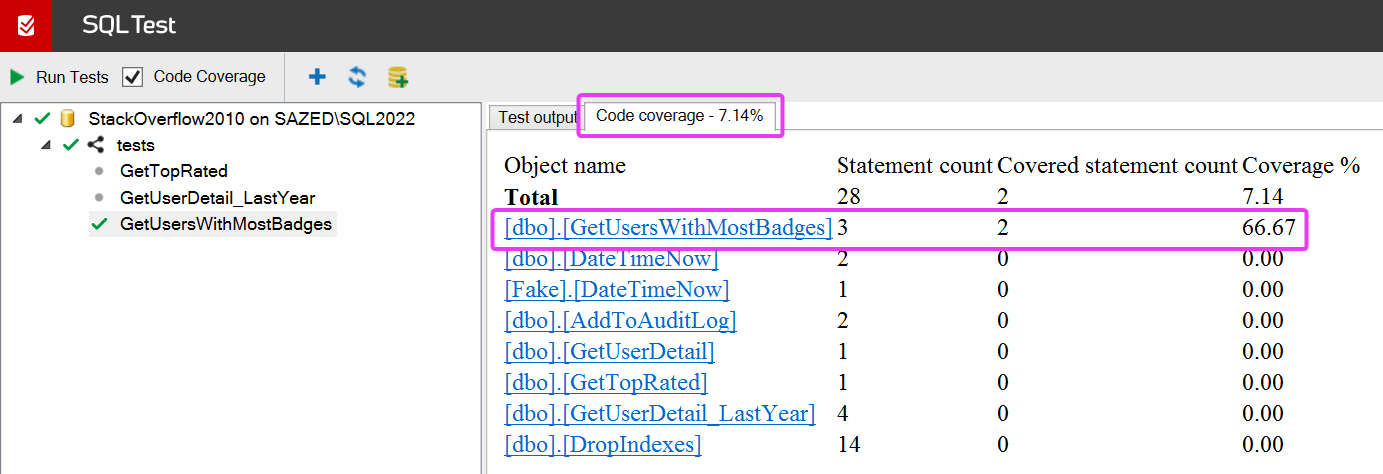 SQL Test
Run Tests Code Coverage
StackOverflow2010 on SAZED\SQL2022
tests
GetTopRated
GetUserDetail_LastYear
GetUsersWithMostBadges
Test output Code coverage - 7.14%
Object name Statement count Covered statement count Coverage %
Total 28 2 7.14
[dbo].[GetUsersWithMostBadges] 3 2 66.67
[dbo].[DateTimeNow] 2 0 0.00
[Fake].[DateTimeNow] 1 0 0.00
[dbo].[AddToAuditLog] 2 0 0.00
[dbo].[GetUserDetail] 1 0 0.00
[dbo].[GetTopRated] 1 0 0.00
[dbo].[GetUserDetail_LastYear] 4 0 0.00
[dbo].[DropIndexes] 14 0 0.00